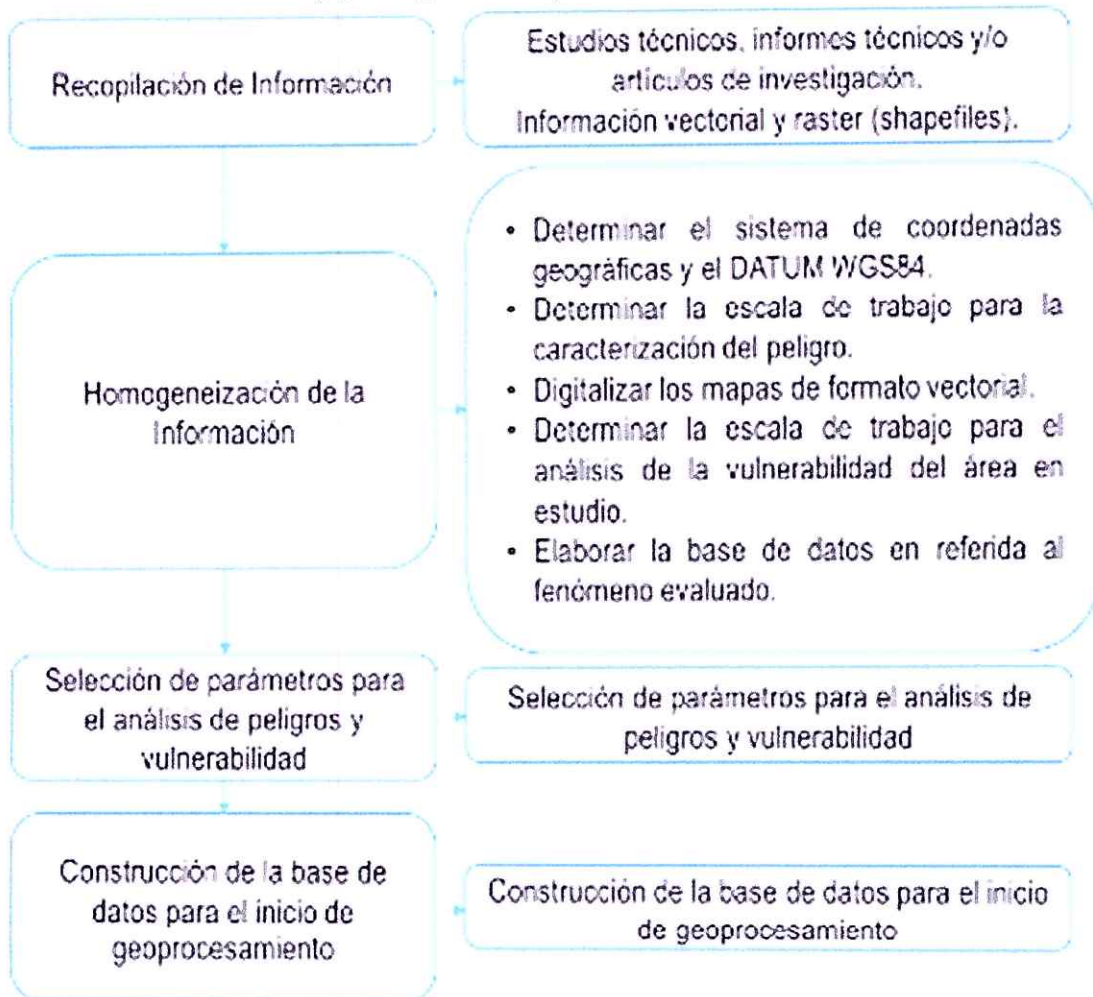 Recopilación de Información
Estudios técnicos, informes técnicos y/o
artículos de investigación.
Información vectorial y raster (shapefiles).
Homogeneización de la
Información
• Determinar el sistema de coordenadas
geográficas y el DATUM WGS84.
• Determinar la escala de trabajo para la
caracterización del peligro.
• Digitalizar los mapas de formato vectorial.
• Determinar la escala de trabajo para el
análisis de la vulnerabilidad del área en
estudio.
• Elaborar la base de datos en referida al
fenómeno evaluado.
Selección de parámetros para
el análisis de peligros y
vulnerabilidad
Selección de parámetros para el análisis de
peligros y vulnerabilidad
Construcción de la base de
datos para el inicio de
geoprocesamiento
Construcción de la base de datos para el inicio
de geoprocesamiento